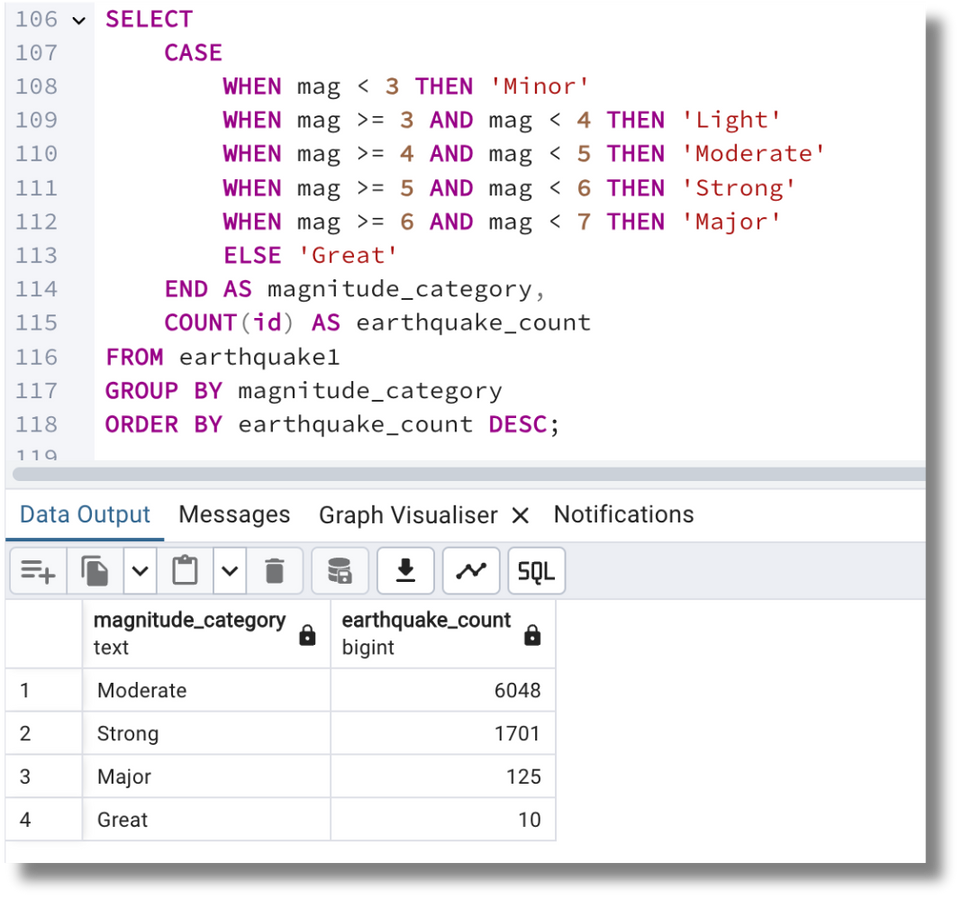 106 SELECT
107 CASE
108 WHEN mag < 3 THEN 'Minor'
109 WHEN mag >= 3 AND mag < 4 THEN 'Light'
110 WHEN mag >= 4 AND mag < 5 THEN 'Moderate'
111 WHEN mag >= 5 AND mag < 6 THEN 'Strong'
112 WHEN mag >= 6 AND mag < 7 THEN 'Major'
113 ELSE 'Great'
114 END AS magnitude_category,
115 COUNT(id) AS earthquake_count
116 FROM earthquake1
117 GROUP BY magnitude_category
118 ORDER BY earthquake_count DESC;
119
Data Output Messages Graph Visualiser × Notifications
SQL
magnitude_category earthquake_count
text bigint
1 Moderate 6048
2 Strong 1701
3 Major 125
4 Great 10